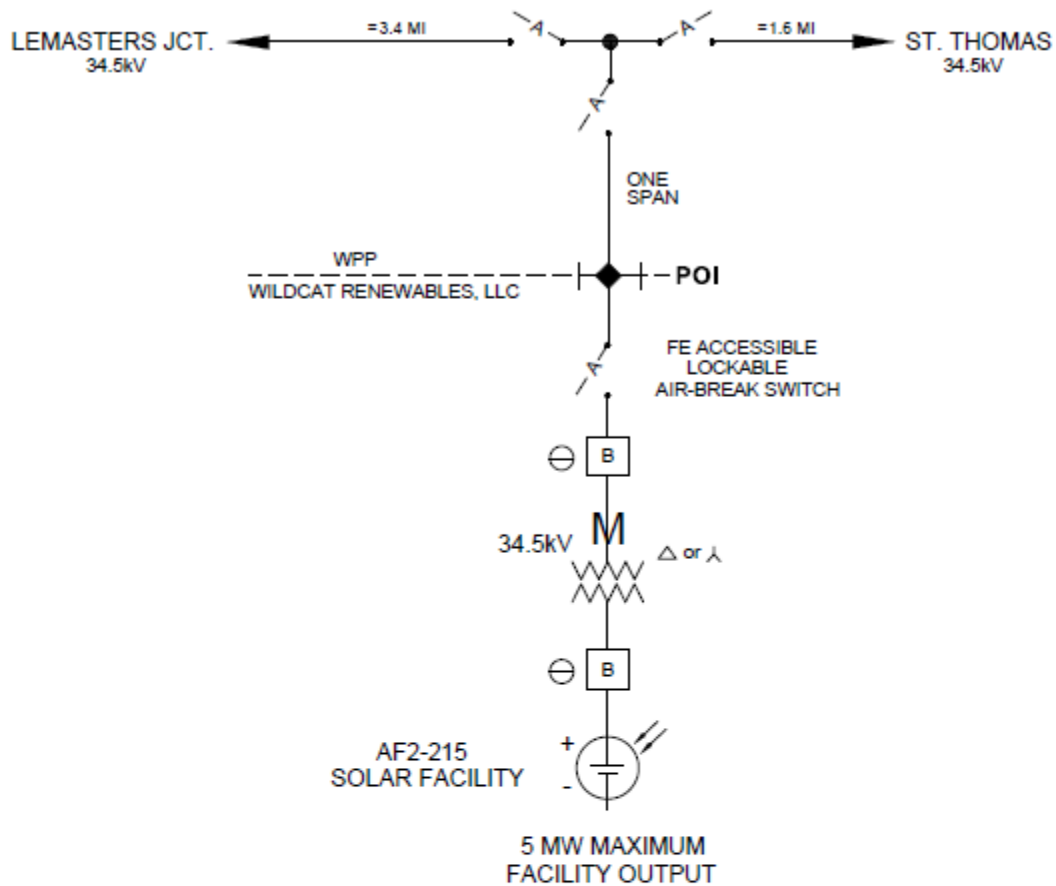 LEMASTERS JCT.
34.5kV
=3.4 MI
A
A
=1.6 MI
ST. THOMAS
34.5kV
A
ONE
SPAN
WPP
POI
WILDCAT RENEWABLES, LLC
FE ACCESSIBLE
LOCKABLE
AIR-BREAK SWITCH
A
B
M
34.5kV
△ or ⅄
B
AF2-215
SOLAR FACILITY
+
-
5 MW MAXIMUM
FACILITY OUTPUT